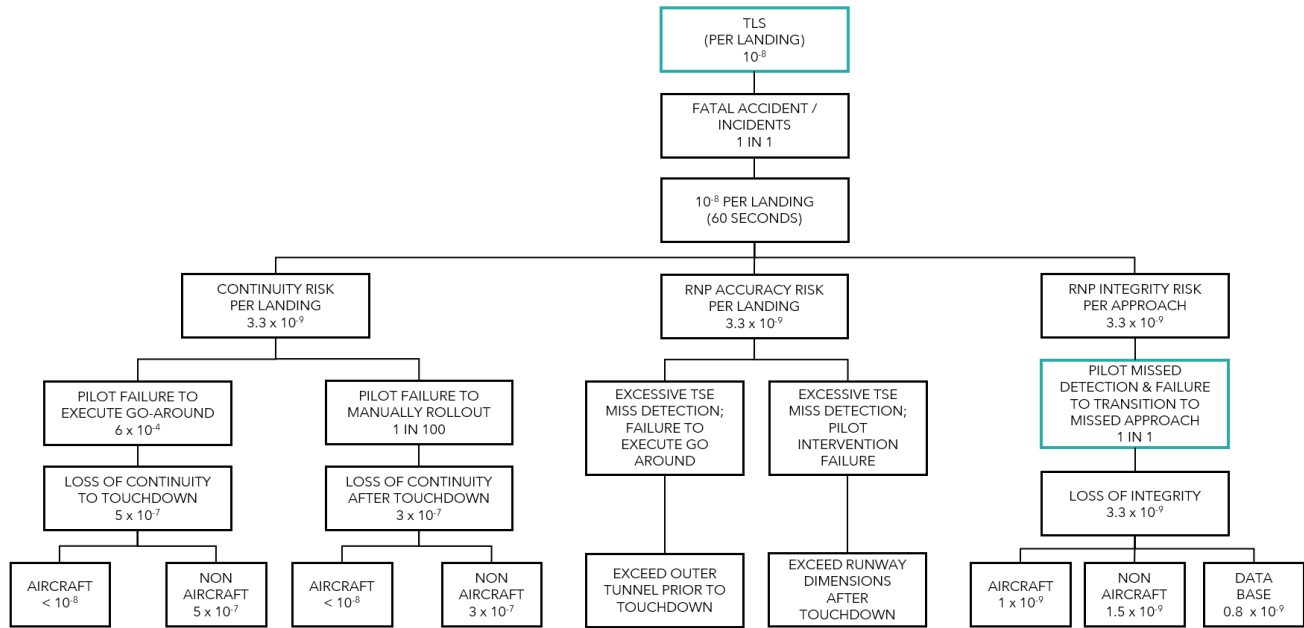 TLS
(PER LANDING)
10⁻⁸
FATAL ACCIDENT /
INCIDENTS
1 IN 1
10⁻⁸ PER LANDING
(60 SECONDS)
CONTINUITY RISK
PER LANDING
3.3 x 10⁻⁹
RNP ACCURACY RISK
PER LANDING
3.3 x 10⁻⁹
RNP INTEGRITY RISK
PER APPROACH
3.3 x 10⁻⁹
PILOT FAILURE TO
EXECUTE GO-AROUND
6 x 10⁻⁴
PILOT FAILURE TO
MANUALLY ROLLOUT
1 IN 100
EXCESSIVE TSE
MISS DETECTION;
FAILURE TO
EXECUTE GO
AROUND
EXCESSIVE TSE
MISS DETECTION;
PILOT
INTERVENTION
FAILURE
PILOT MISSED
DETECTION & FAILURE
TO TRANSITION TO
MISSED APPROACH
1 IN 1
LOSS OF CONTINUITY
TO TOUCHDOWN
5 x 10⁻⁷
LOSS OF CONTINUITY
AFTER TOUCHDOWN
3 x 10⁻⁷
LOSS OF INTEGRITY
3.3 x 10⁻⁹
AIRCRAFT
< 10⁻⁸
NON
AIRCRAFT
5 x 10⁻⁷
AIRCRAFT
< 10⁻⁸
NON
AIRCRAFT
3 x 10⁻⁷
EXCEED OUTER
TUNNEL PRIOR TO
TOUCHDOWN
EXCEED RUNWAY
DIMENSIONS
AFTER
TOUCHDOWN
AIRCRAFT
1 x 10⁻⁹
NON
AIRCRAFT
1.5 x 10⁻⁹
DATA
BASE
0.8 x 10⁻⁹